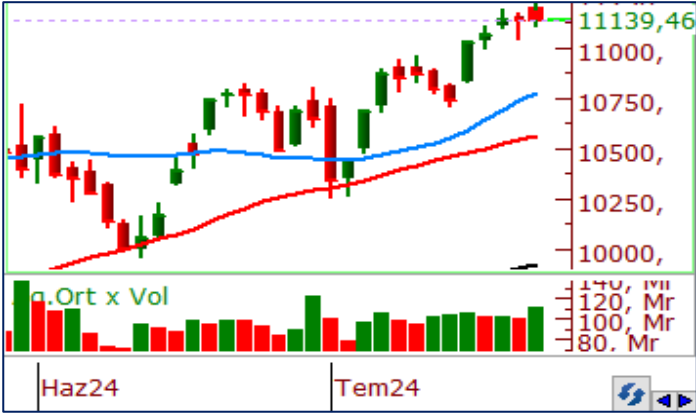 11139,46
11000,
10750,
10500,
10250,
10000,
g.Ort x Vol
140, Mr
120, Mr
100, Mr
80, Mr
Haz24
Tem24